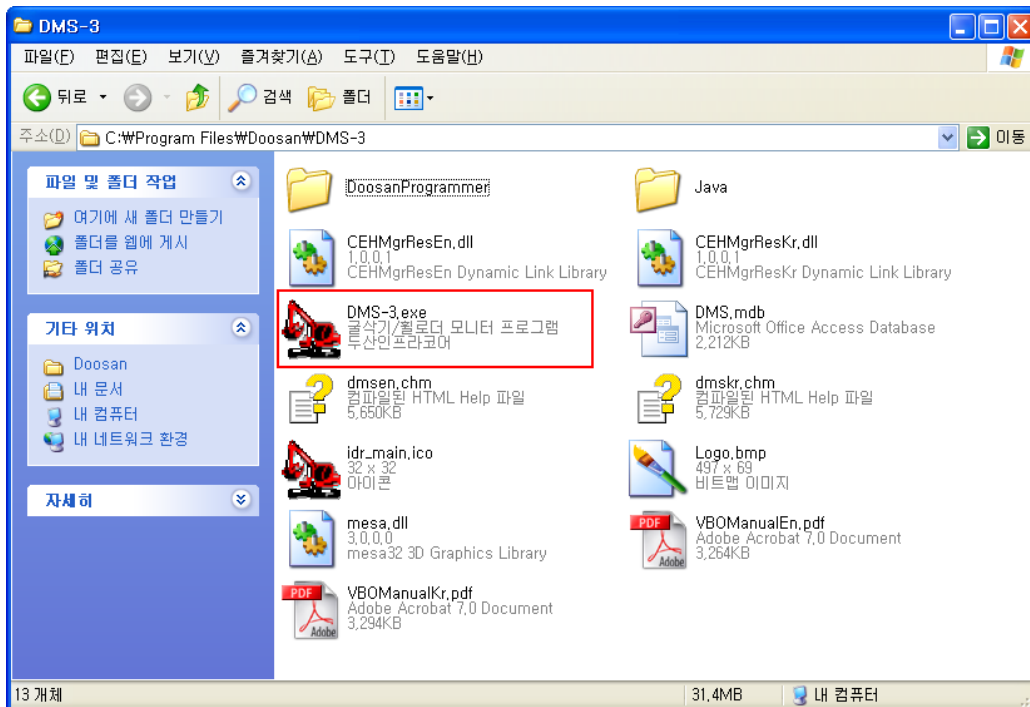 DMS-3
파일(F) 편집(E) 보기(V) 즐겨찾기(A) 도구(T) 도움말(H)
뒤로 검색 폴더
주소(D) C:₩Program Files₩Doosan₩DMS-3 이동
파일 및 폴더 작업
여기에 새 폴더 만들기
폴더를 웹에 게시
폴더 공유
기타 위치
Doosan
내 문서
내 컴퓨터
내 네트워크 환경
자세히
DoosanProgrammer
Java
CEHMgrResEn.dll
1.0.0.1
CEHMgrResEn Dynamic Link Library
CEHMgrResKr.dll
1.0.0.1
CEHMgrResKr Dynamic Link Library
DMS-3.exe
굴삭기/휠로더 모니터 프로그램
두산인프라코어
DMS.mdb
Microsoft Office Access Database
2,212KB
dmsen.chm
컴파일된 HTML Help 파일
5,650KB
dmskr.chm
컴파일된 HTML Help 파일
5,729KB
idr_main.ico
32 x 32
아이콘
Logo.bmp
497 x 69
비트맵 이미지
mesa.dll
3.0.0.0
mesa32 3D Graphics Library
PDF
Adobe
VBOManualEn.pdf
Adobe Acrobat 7.0 Document
3,264KB
PDF
Adobe
VBOManualKr.pdf
Adobe Acrobat 7.0 Document
3,294KB
13 개체 31.4MB 내 컴퓨터